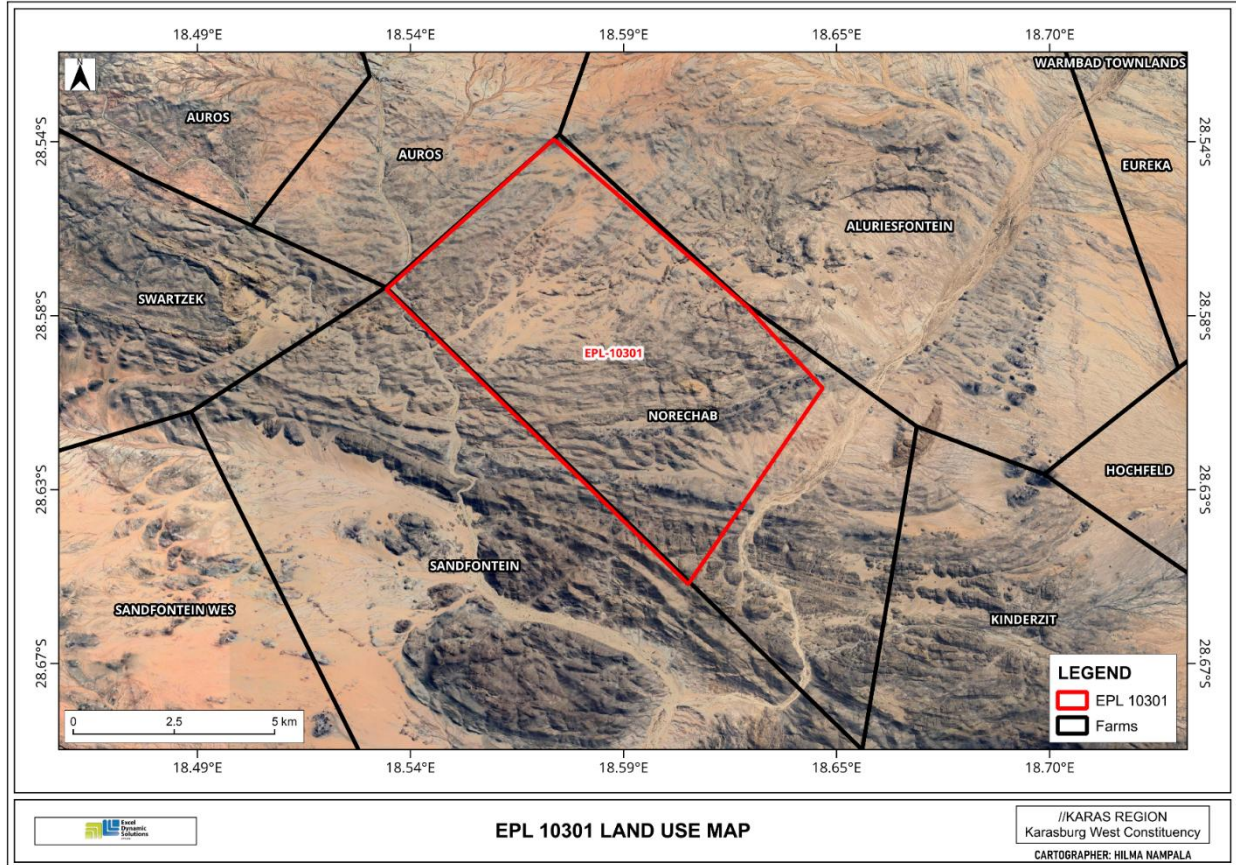 18.49°E 18.54°E 18.59°E 18.65°E 18.70°E
WARMBAD TOWNLANDS
AUROS
28.54°S
28.54°S
AUROS
EUREKA
ALURIESFONTEIN
SWARTZEK
28.58°S
28.58°S
EPL-10301
NORECHAB
HOCHFELD
28.63°S
28.63°S
SANDFONTEIN
SANDFONTEIN WES
KINDERZIT
28.67°S
28.67°S
LEGEND
EPL 10301
Farms
0 2.5 5 km
18.49°E 18.54°E 18.59°E 18.65°E 18.70°E
Excel
Dynamic
Solutions
EPL 10301 LAND USE MAP
//KARAS REGION
Karasburg West Constituency
CARTOGRAPHER: HILMA NAMPALA